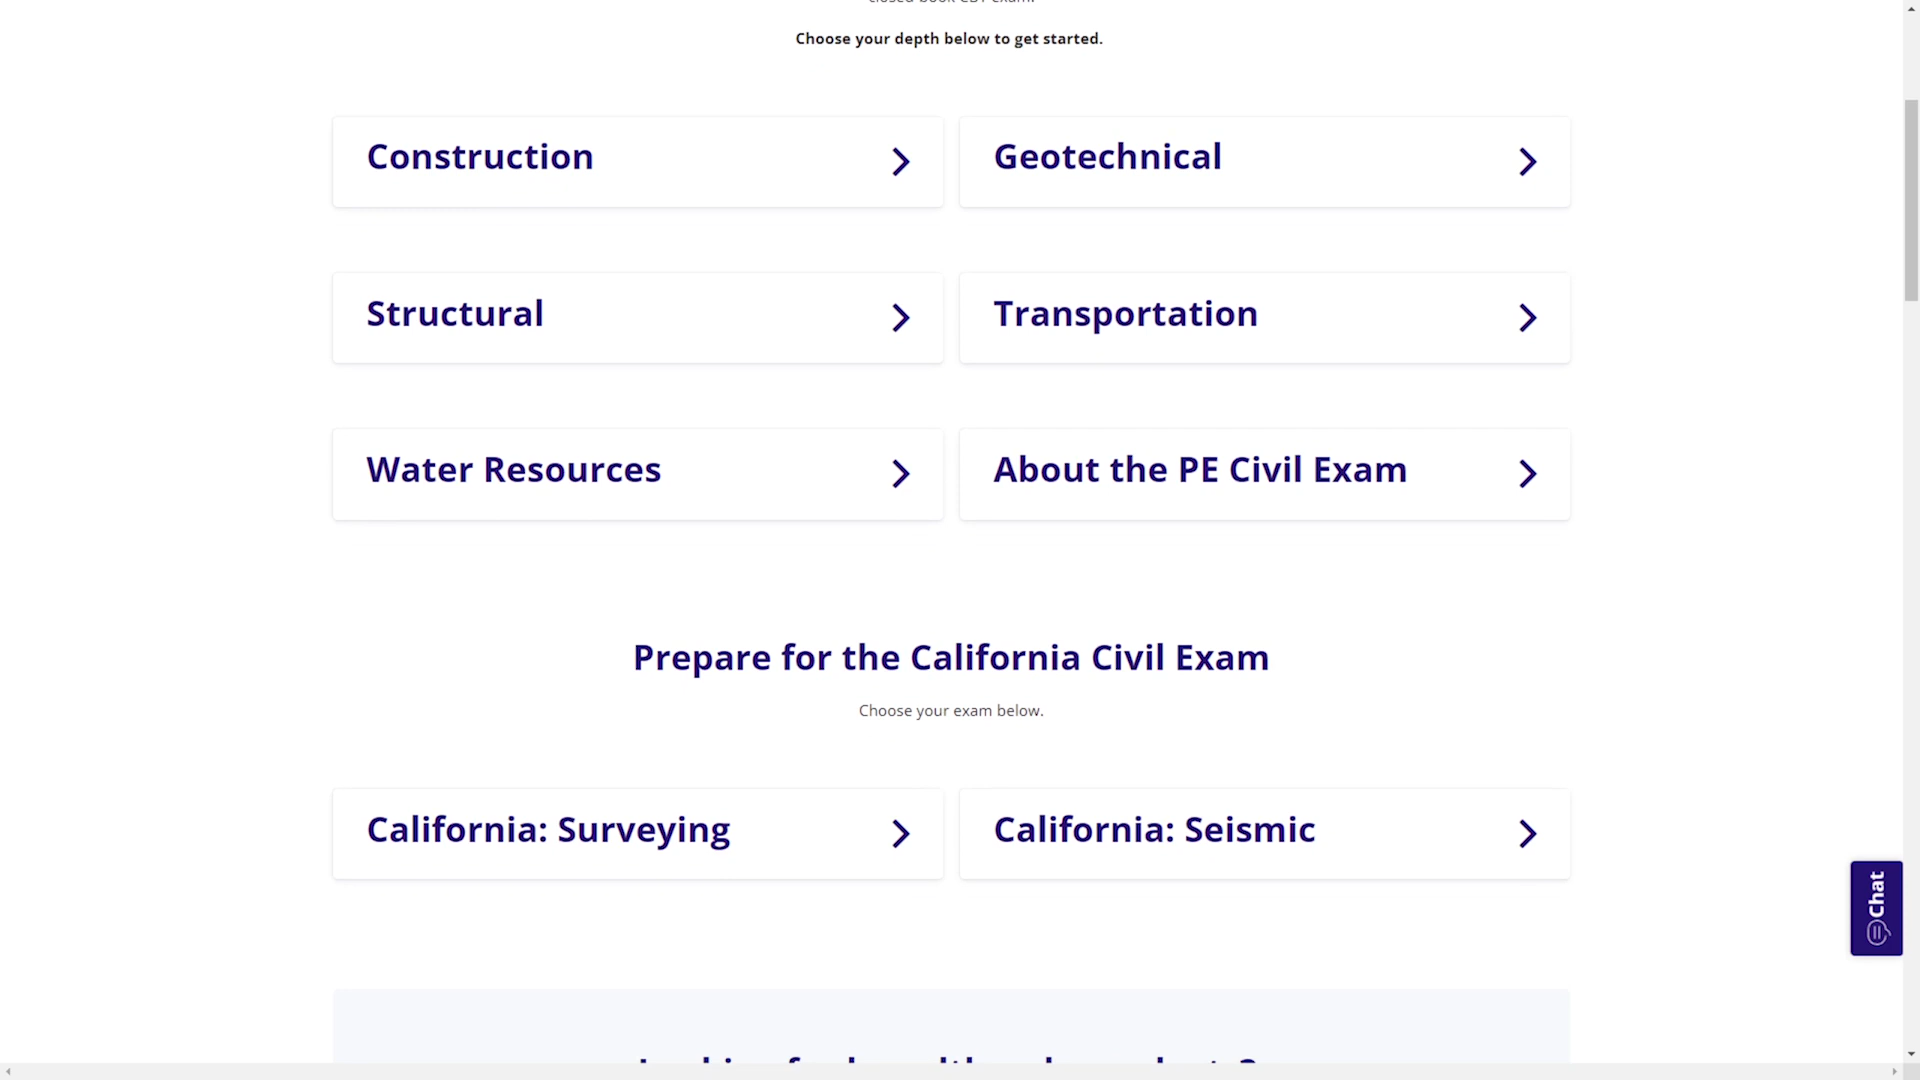 Choose your depth below to get started.
Construction
Geotechnical
Structural
Transportation
Water Resources
About the PE Civil Exam
Prepare for the California Civil Exam
Choose your exam below.
California: Surveying
California: Seismic
Chat